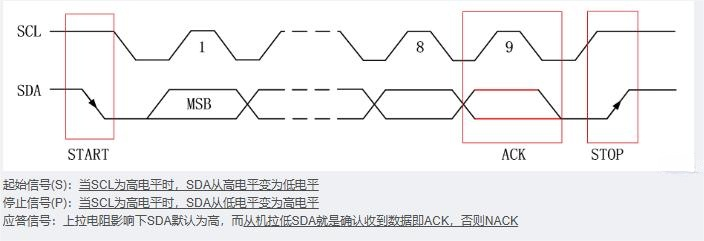 SCL 1 8 9
SDA MSB
START ACK STOP
起始信号(S)：当SCL为高电平时，SDA从高电平变为低电平
停止信号(P)：当SCL为高电平时，SDA从低电平变为高电平
应答信号：上拉电阻影响下SDA默认为高，而从机拉低SDA就是确认收到数据即ACK，否则NACK